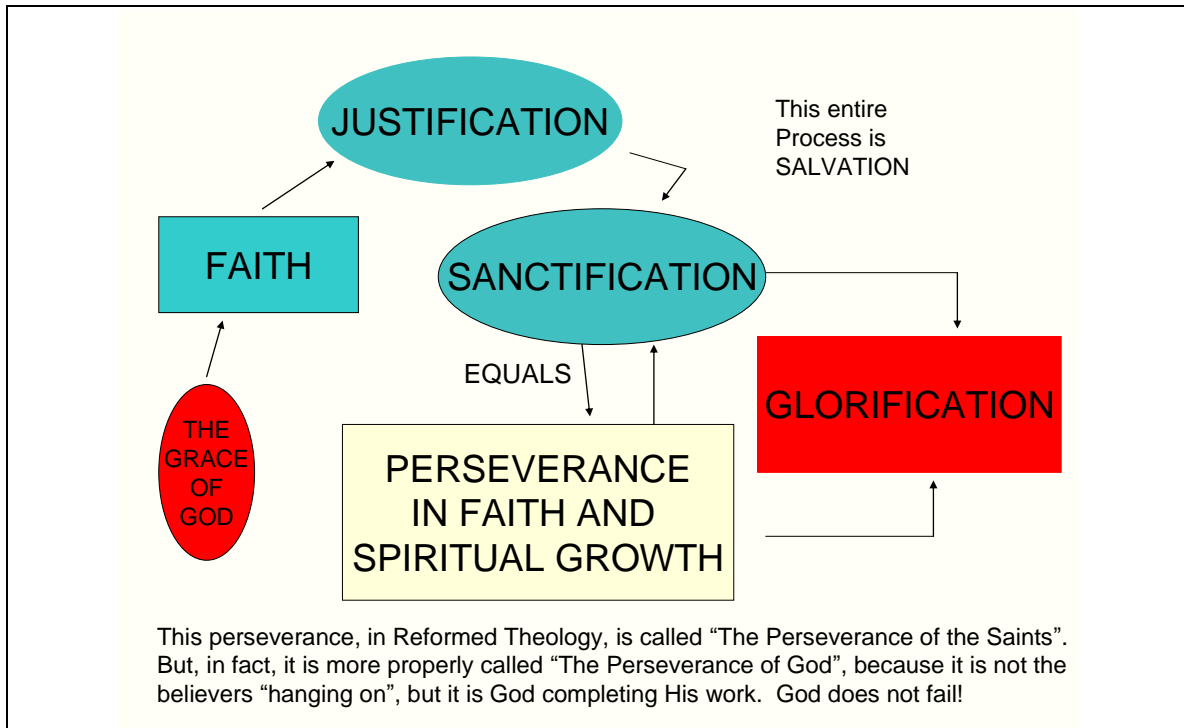 JUSTIFICATION
This entire
Process is
SALVATION
FAITH
SANCTIFICATION
EQUALS
GLORIFICATION
THE
GRACE
OF
GOD
PERSEVERANCE
IN FAITH AND
SPIRITUAL GROWTH
This perseverance, in Reformed Theology, is called “The Perseverance of the Saints”.
But, in fact, it is more properly called “The Perseverance of God”, because it is not the
believers “hanging on”, but it is God completing His work.  God does not fail!